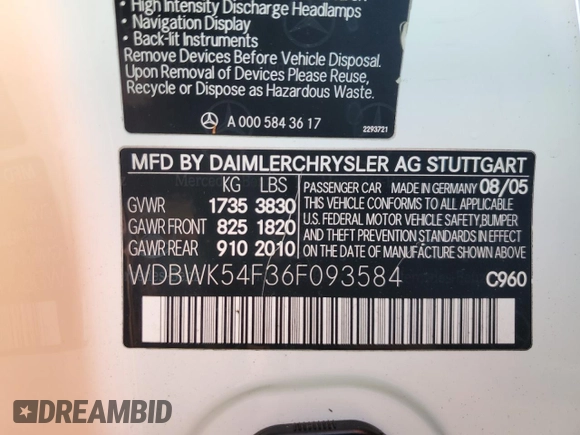 • High Intensity Discharge Headlamps
• Navigation Display
• Back-lit Instruments
Remove Devices Before Vehicle Disposal.
Upon Removal of Devices Please Reuse,
Recycle or Dispose as Hazardous Waste.
A 000 584 36 17
2293721
MFD BY DAIMLERCHRYSLER AG STUTTGART
KG LBS
GVWR 1735 3830
GAWR FRONT 825 1820
GAWR REAR 910 2010
PASSENGER CAR MADE IN GERMANY 08/05
THIS VEHICLE CONFORMS TO ALL APPLICABLE
U.S. FEDERAL MOTOR VEHICLE SAFETY,BUMPER
AND THEFT PREVENTION STANDARDS IN EFFECT
ON THE DATE OF MANUFACTURE SHOWN ABOVE
WDBWK54F36F093584
C960
DREAMBID